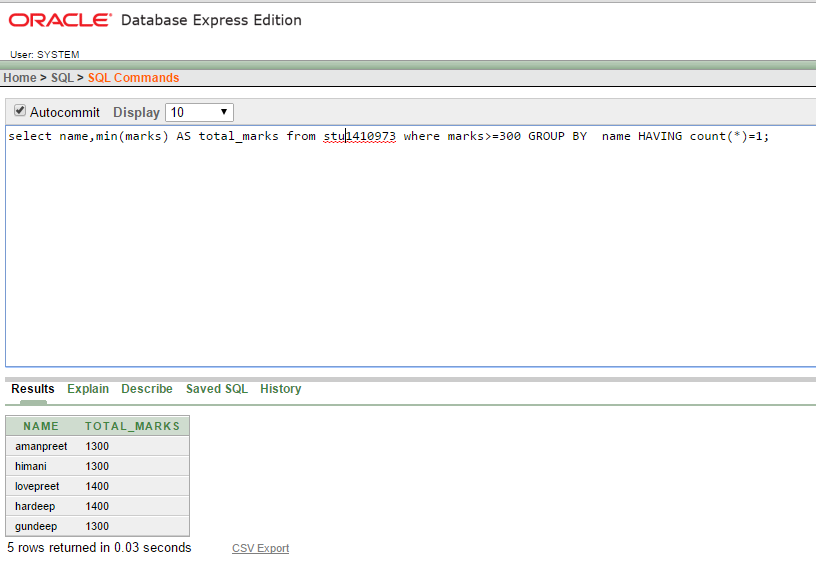 ORACLE® Database Express Edition
User: SYSTEM
Home > SQL > SQL Commands
Autocommit Display 10
select name,min(marks) AS total_marks from stu1410973 where marks>=300 GROUP BY  name HAVING count(*)=1;
Results Explain Describe Saved SQL History
NAME TOTAL_MARKS
amanpreet 1300
himani 1300
lovepreet 1400
hardeep 1400
gundeep 1300
5 rows returned in 0.03 seconds CSV Export